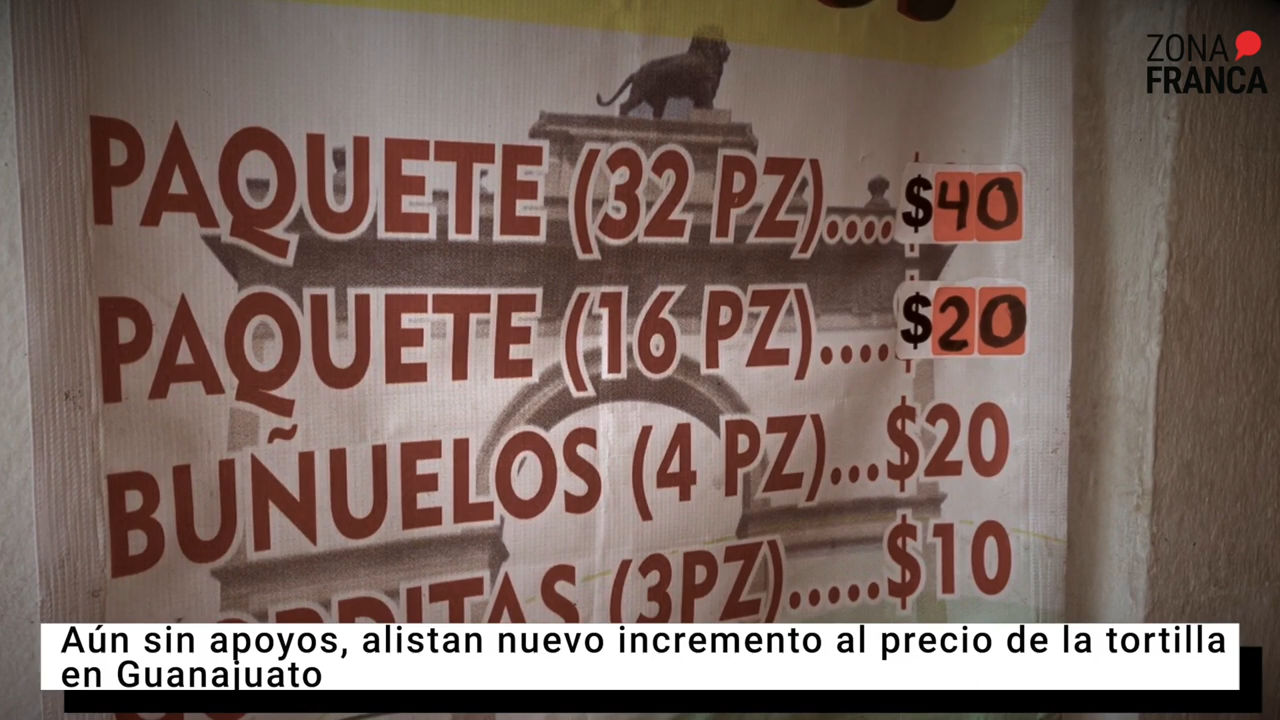 ZONA
FRANCA
PAQUETE (32 PZ)....$40
PAQUETE (16 PZ)....$20
BUÑUELOS (4 PZ)...$20
(3PZ).....$10
Aún sin apoyos, alistan nuevo incremento al precio de la tortilla
en Guanajuato